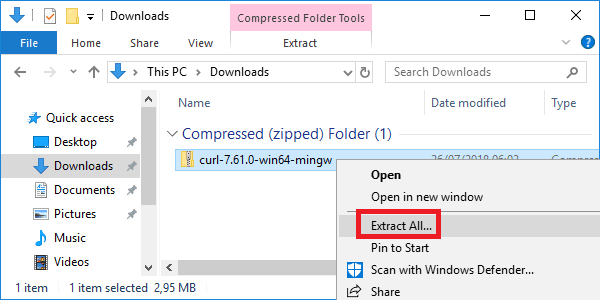 Downloads
Compressed Folder Tools
File
Home
Share
View
Extract
This PC
Downloads
Search Downloads
Name
Date modified
Type
Quick access
Desktop
Downloads
Documents
Pictures
Music
Videos
Compressed (zipped) Folder (1)
curl-7.61.0-win64-mingw
26/07/2018 06:03
Compress
Open
Open in new window
Extract All...
Pin to Start
Scan with Windows Defender...
Share
1 item
1 item selected
2,95 MB